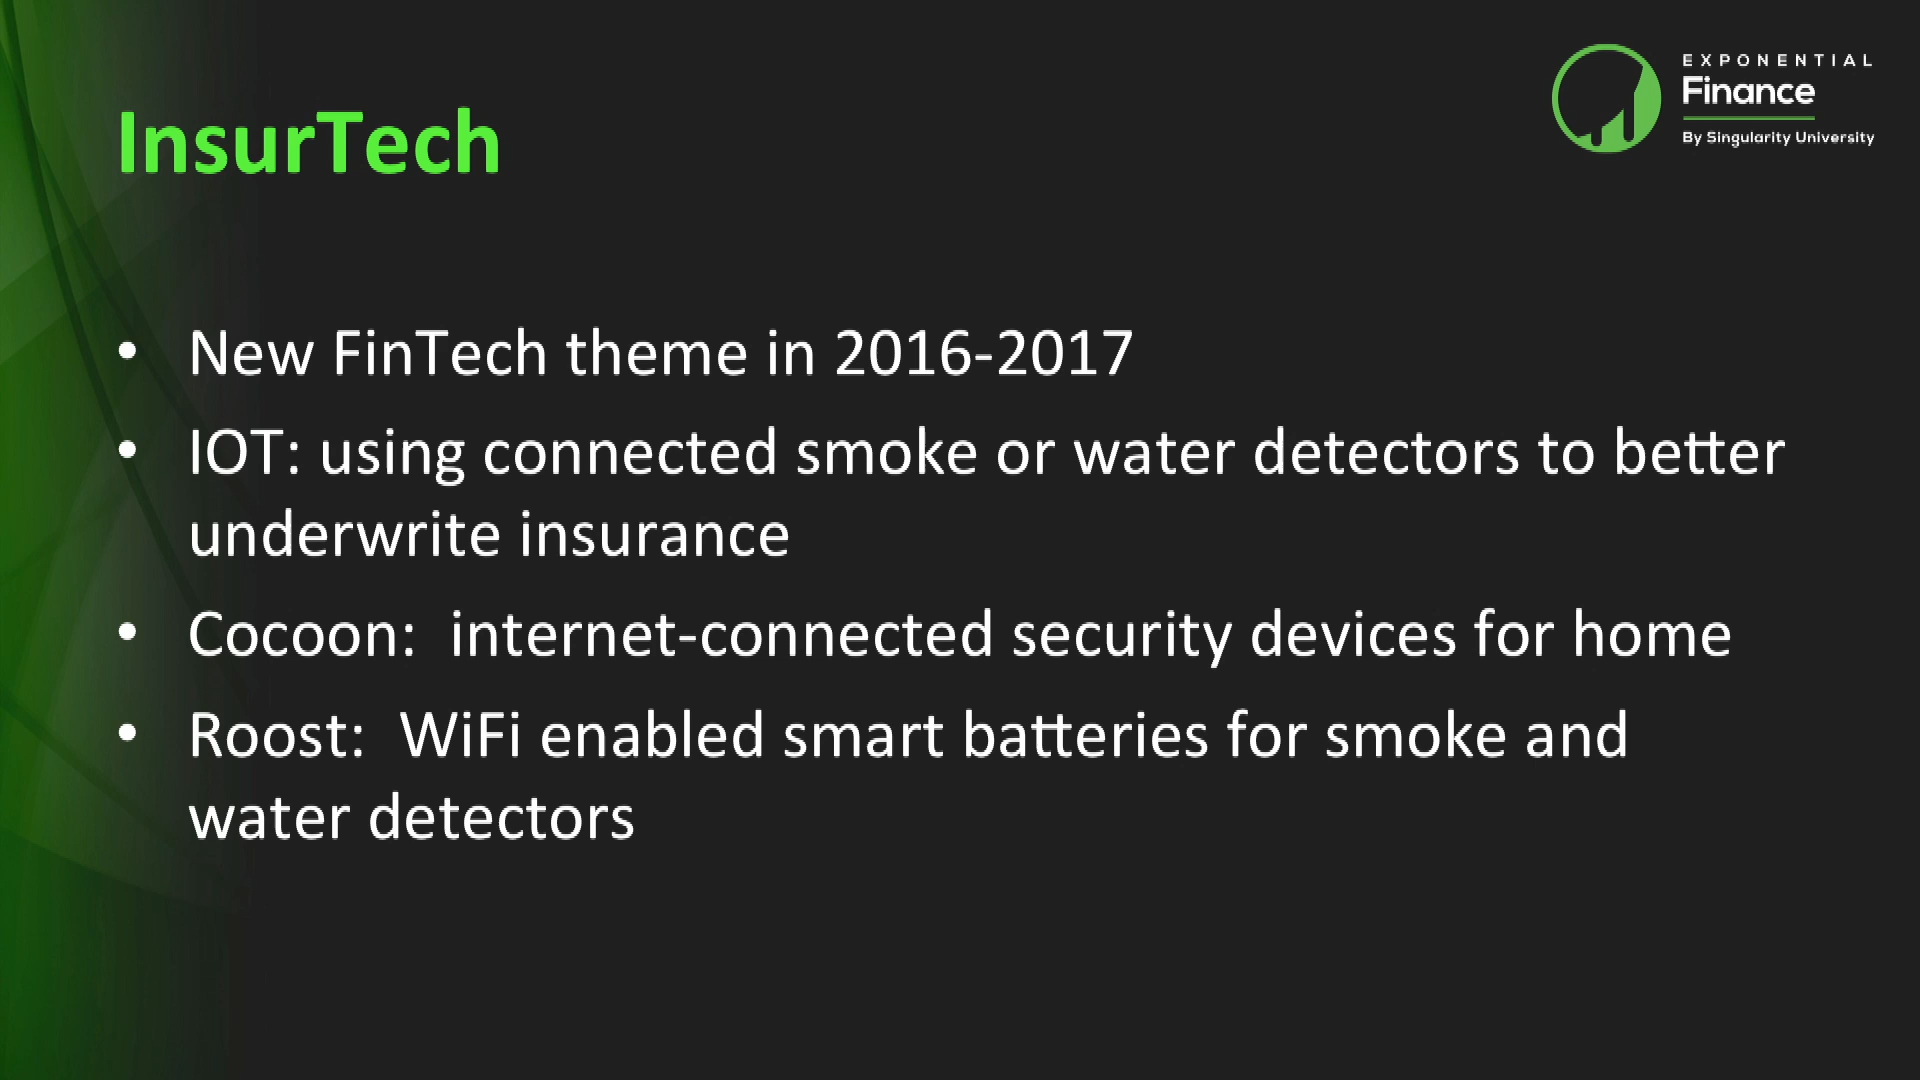 EXPONENTIAL
Finance
By Singularity University
InsurTech
• New FinTech theme in 2016-2017
• IOT: using connected smoke or water detectors to better
underwrite insurance
• Cocoon:  internet-connected security devices for home
• Roost:  WiFi enabled smart batteries for smoke and
water detectors